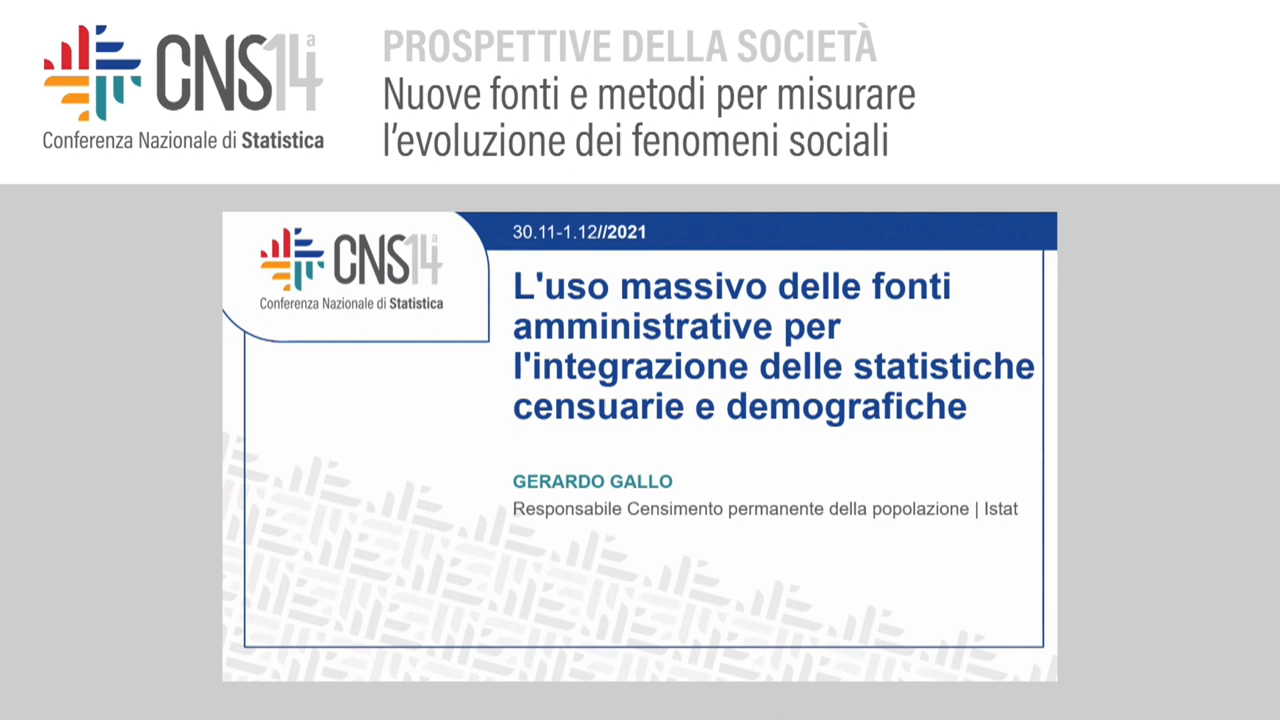 CNS14a
Conferenza Nazionale di Statistica
PROSPETTIVE DELLA SOCIETÀ
Nuove fonti e metodi per misurare
l'evoluzione dei fenomeni sociali
CNS14a
Conferenza Nazionale di Statistica
30.11-1.12//2021
L'uso massivo delle fonti
amministrative per
l'integrazione delle statistiche
censuarie e demografiche
GERARDO GALLO
Responsabile Censimento permanente della popolazione | Istat